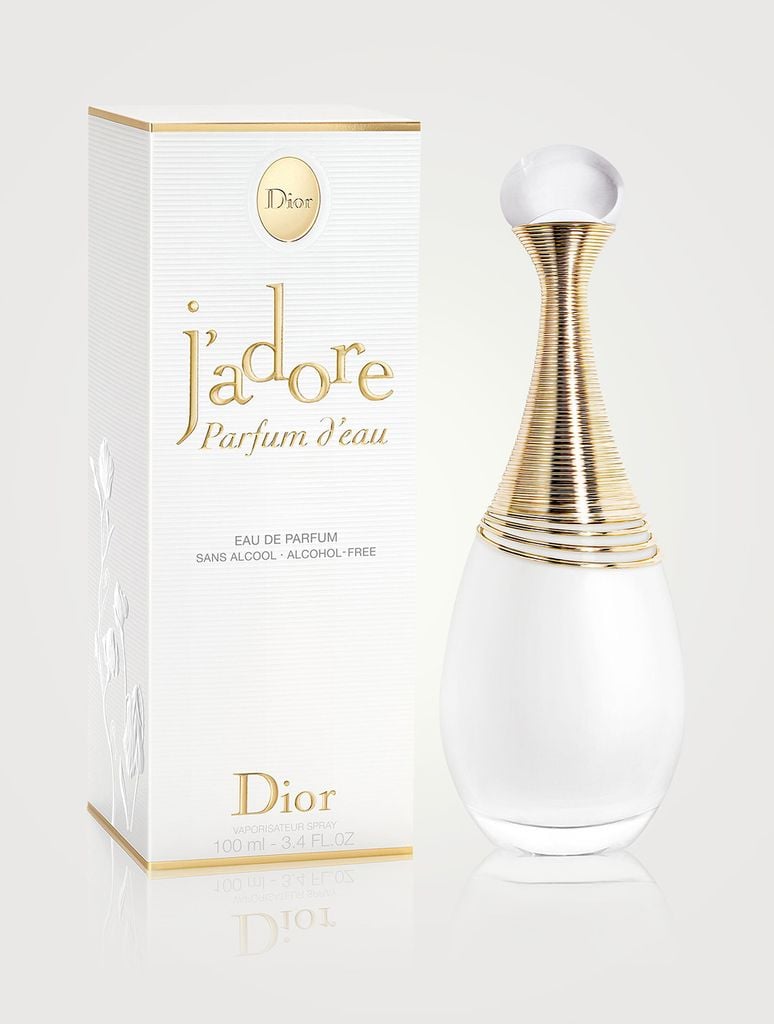 Dior
j'adore
Parfum d'eau
EAU DE PARFUM
SANS ALCOOL · ALCOHOL-FREE
Dior
VAPORISATEUR SPRAY
100 ml - 3.4 FL.OZ